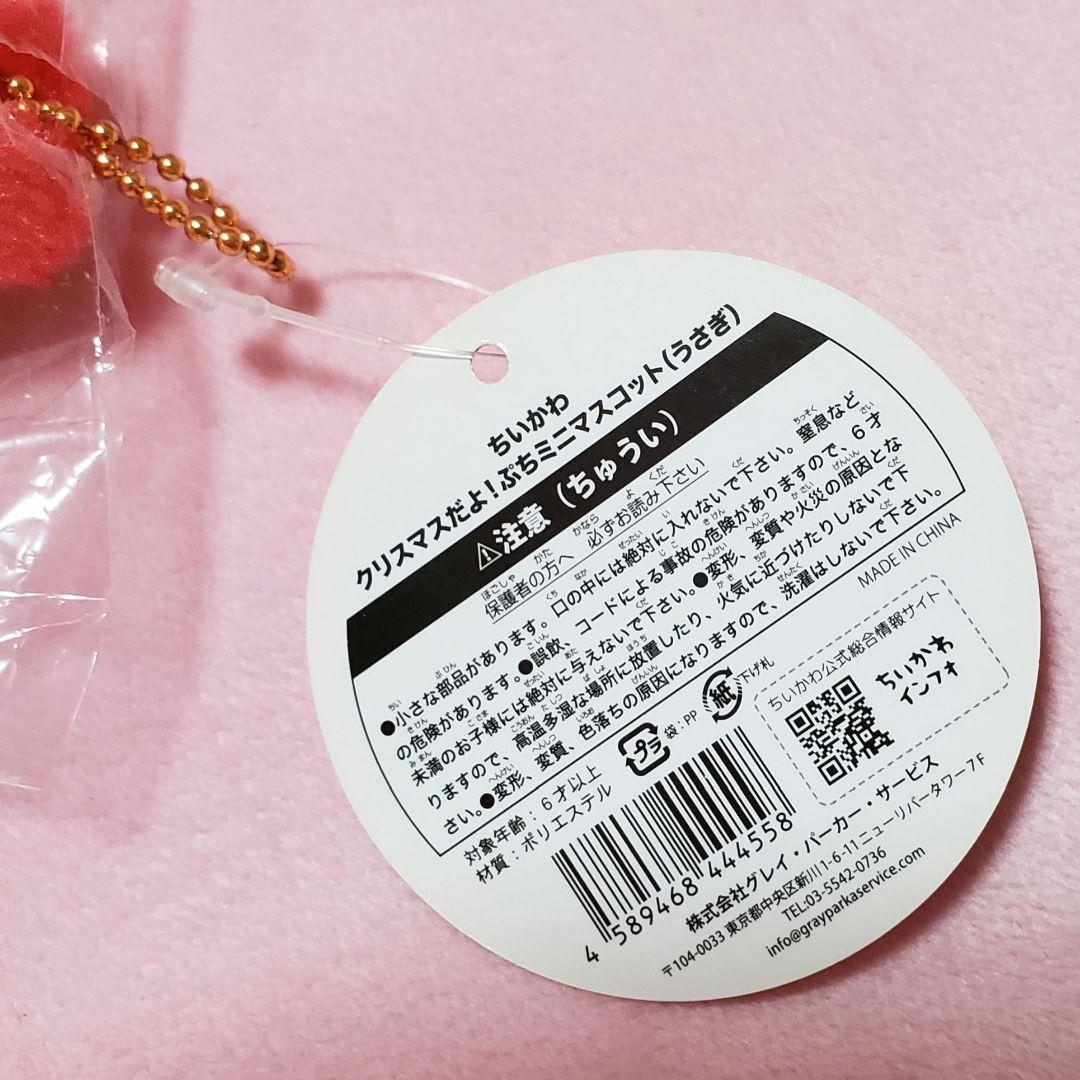 ちいかわ
クリスマスだよ!ぷちミニマスコット(うさぎ)
⚠注意(ちゅうい)
保護者の方へ 必ずお読み下さい
●小さな部品があります。口の中には絶対に入れないで下さい。窒息など
の危険があります。●誤飲、コードによる事故の危険がありますので、6才
未満のお子様には絶対に与えないで下さい。●変形、変質や火災の原因とな
りますので、高温多湿な場所に放置したり、火気に近づけたりしないで下
さい。●変形、変質、色落ちの原因になりますので、洗濯はしないで下さい。
対象年齢:6才以上
材質:ポリエステル
プラ
袋:PP
紙
下げ札
MADE IN CHINA
ちいかわ公式総合情報サイト
ちいかわ
インフォ
4 589468 444558
株式会社グレイ・パーカー・サービス
〒104-0033 東京都中央区新川1-6-11 ニューリバータワー7F
TEL:03-5542-0736
info@grayparkaservice.com